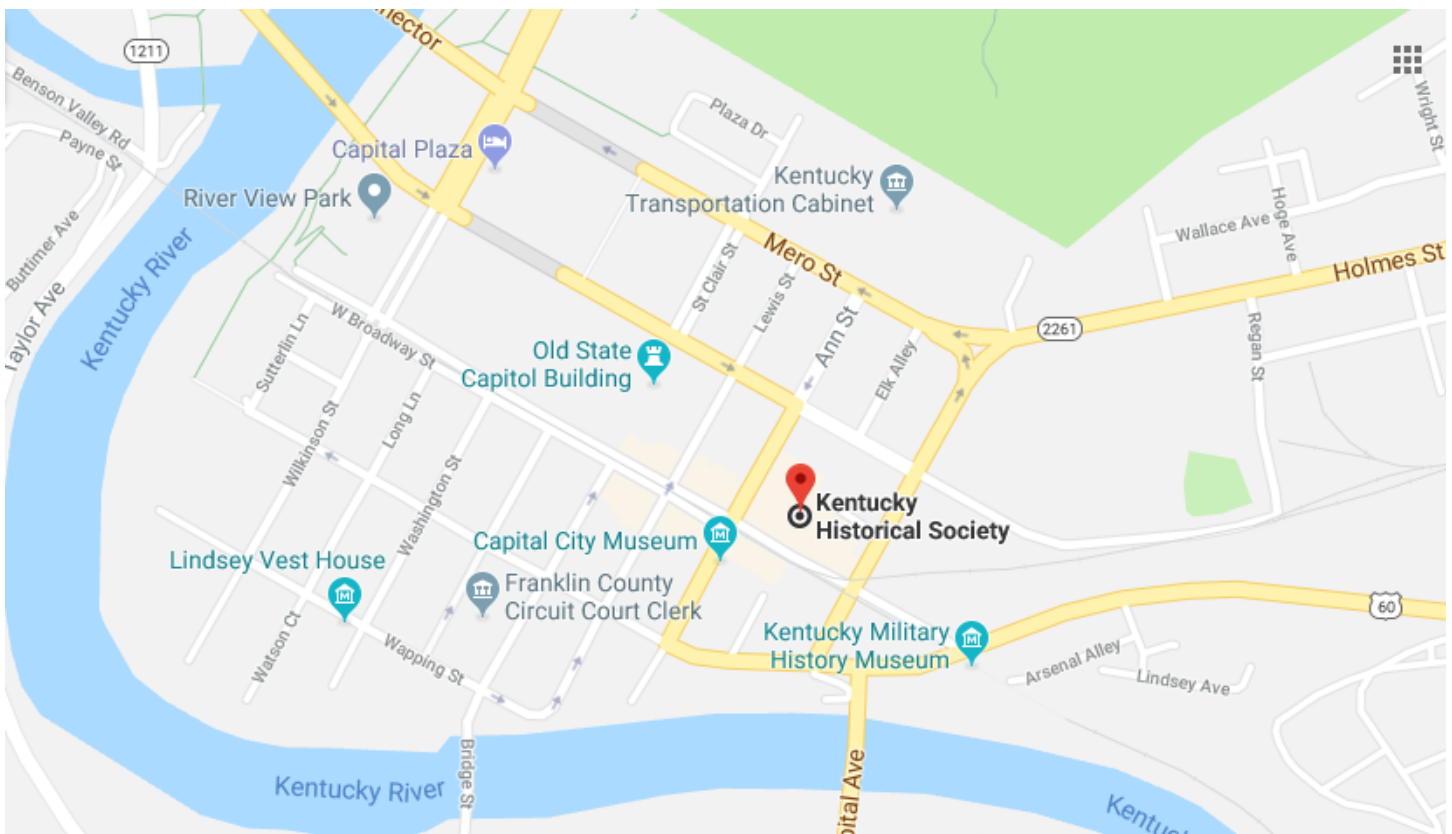 nnector
1211
Benson Valley Rd
Payne St
Buttimer Ave
Taylor Ave
Kentucky River
River View Park
Capital Plaza
Plaza Dr
Kentucky
Transportation Cabinet
Mero St
St Clair St
Lewis St
Ann St
Elk Alley
2261
Holmes St
Wallace Ave
Hoge Ave
Wright St
Regan St
W Broadway St
Sutterlin Ln
Wilkinson St
Long Ln
Washington St
Old State
Capitol Building
Kentucky
Historical Society
Capital City Museum
Lindsey Vest House
Franklin County
Circuit Court Clerk
Watson Ct
Wapping St
Kentucky Military
History Museum
60
Arsenal Alley
Lindsey Ave
Bridge St
Kentucky River
pital Ave
Kentuc